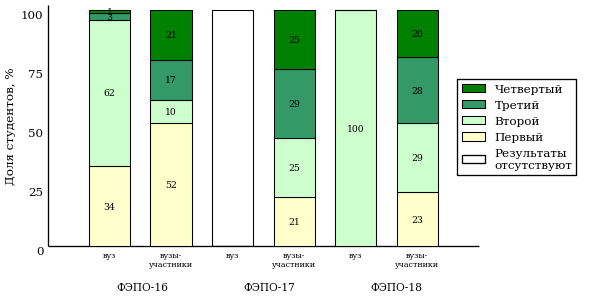 Доля студентов, %
100
75
50
25
0
1
3
62
34
21
17
10
52
25
29
25
21
100
20
28
29
23
вуз
вузы-
участники
вуз
вузы-
участники
вуз
вузы-
участники
ФЭПО-16
ФЭПО-17
ФЭПО-18
Четвертый
Третий
Второй
Первый
Результаты
отсутствуют